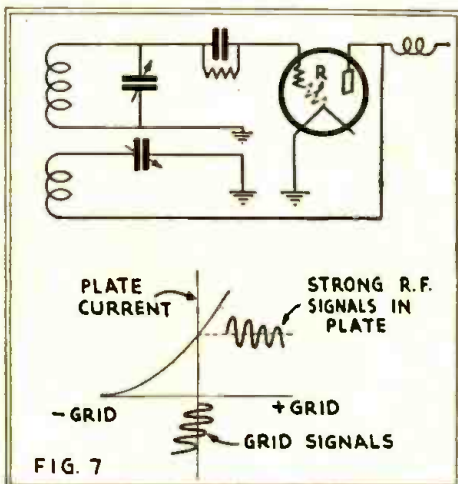 R
PLATE
CURRENT
STRONG R.F.
SIGNALS IN
PLATE
- GRID
+ GRID
GRID SIGNALS
FIG. 7